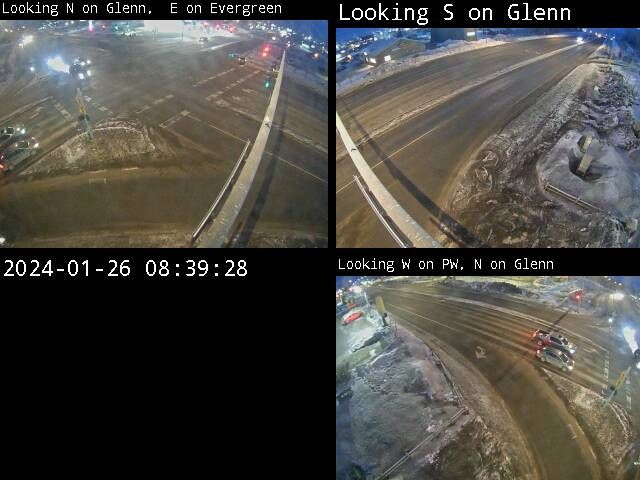 Looking N on Glenn,  E on Evergreen
Looking S on Glenn
2024-01-26 08:39:28
Looking W on PW, N on Glenn